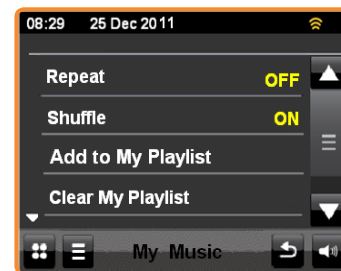 08:29 25 Dec 2011
Repeat OFF
Shuffle ON
Add to My Playlist
Clear My Playlist
My Music